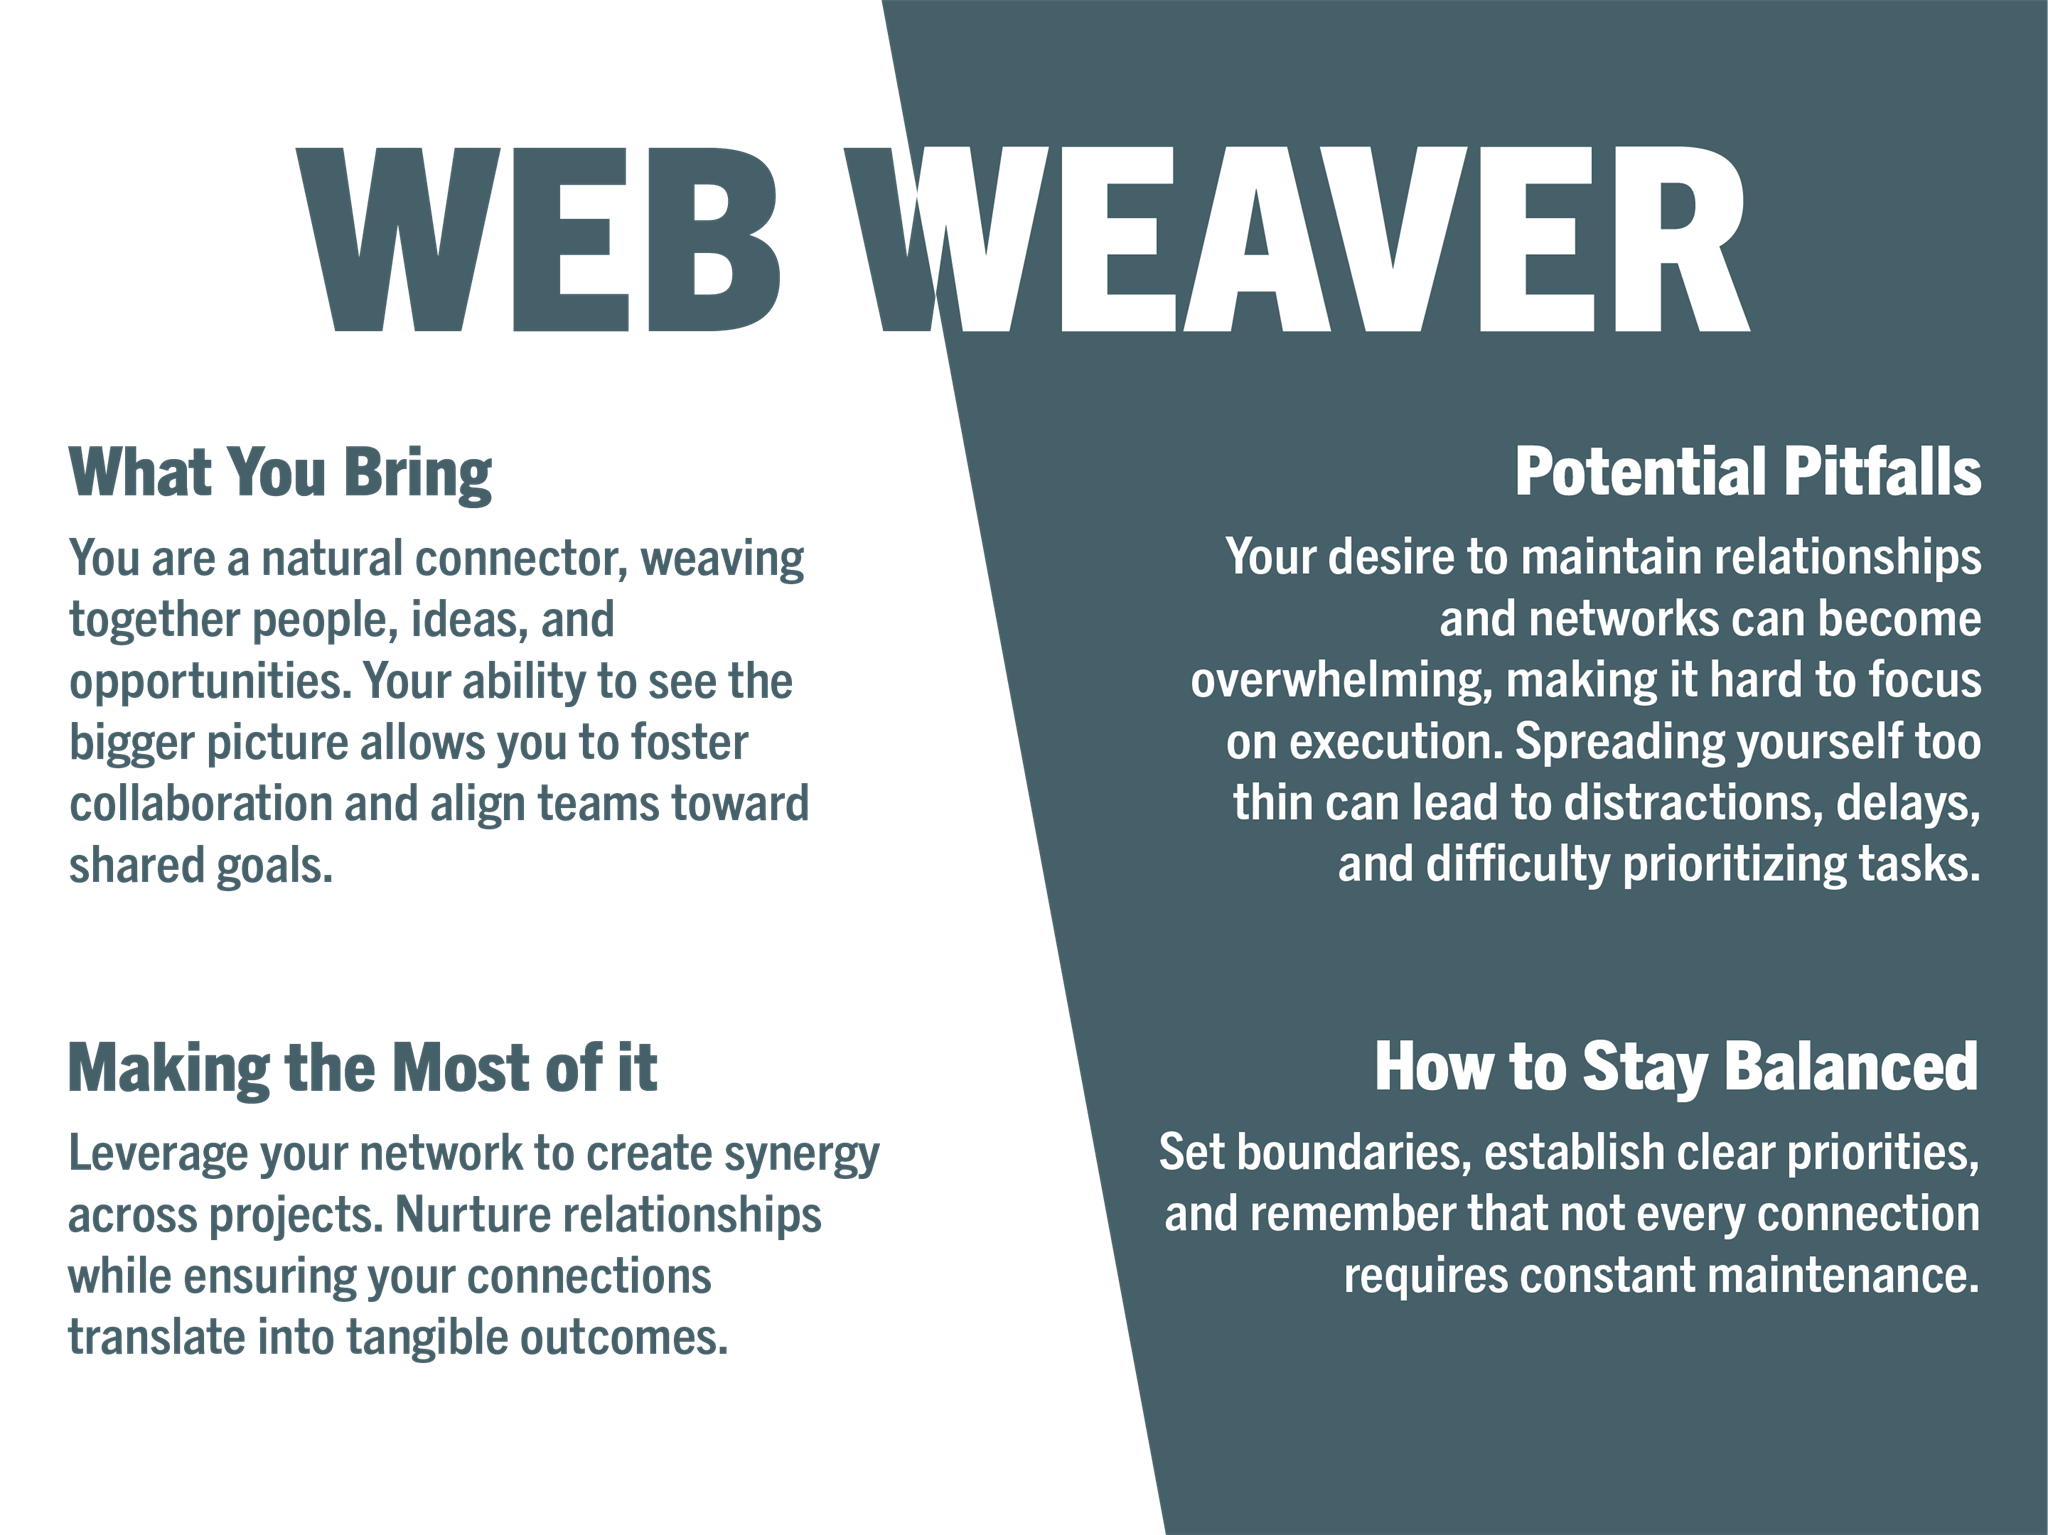 WEB WEAVER
What You Bring
You are a natural connector, weaving
together people, ideas, and
opportunities. Your ability to see the
bigger picture allows you to foster
collaboration and align teams toward
shared goals.
Making the Most of it
Leverage your network to create synergy
across projects. Nurture relationships
while ensuring your connections
translate into tangible outcomes.
Potential Pitfalls
Your desire to maintain relationships
and networks can become
overwhelming, making it hard to focus
on execution. Spreading yourself too
thin can lead to distractions, delays,
and difficulty prioritizing tasks.
How to Stay Balanced
Set boundaries, establish clear priorities,
and remember that not every connection
requires constant maintenance.